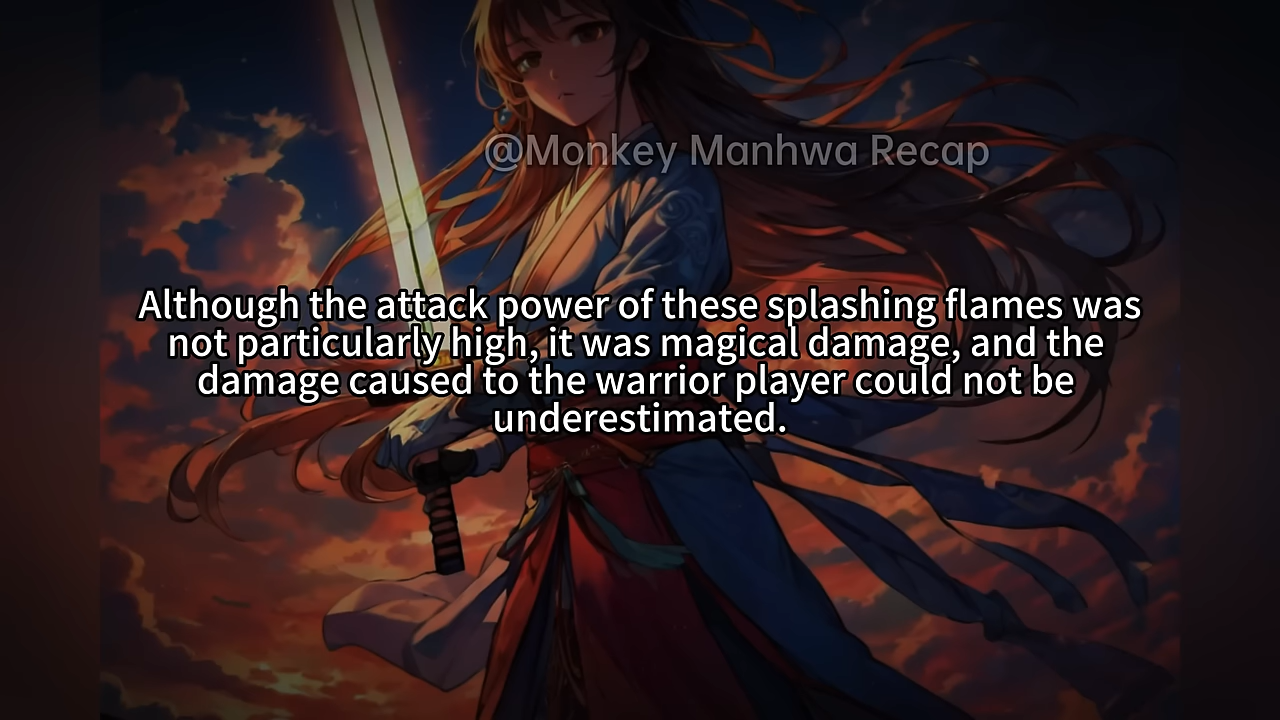 @Monkey Manhwa Recap
Although the attack power of these splashing flames was
not particularly high, it was magical damage, and the
damage caused to the warrior player could not be
underestimated.